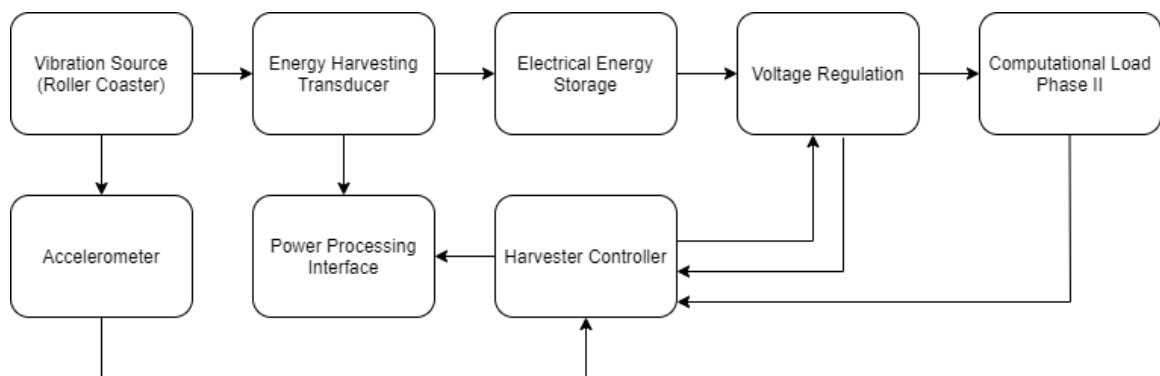 Vibration Source
(Roller Coaster)
Energy Harvesting
Transducer
Electrical Energy
Storage
Voltage Regulation
Computational Load
Phase II
Accelerometer
Power Processing
Interface
Harvester Controller